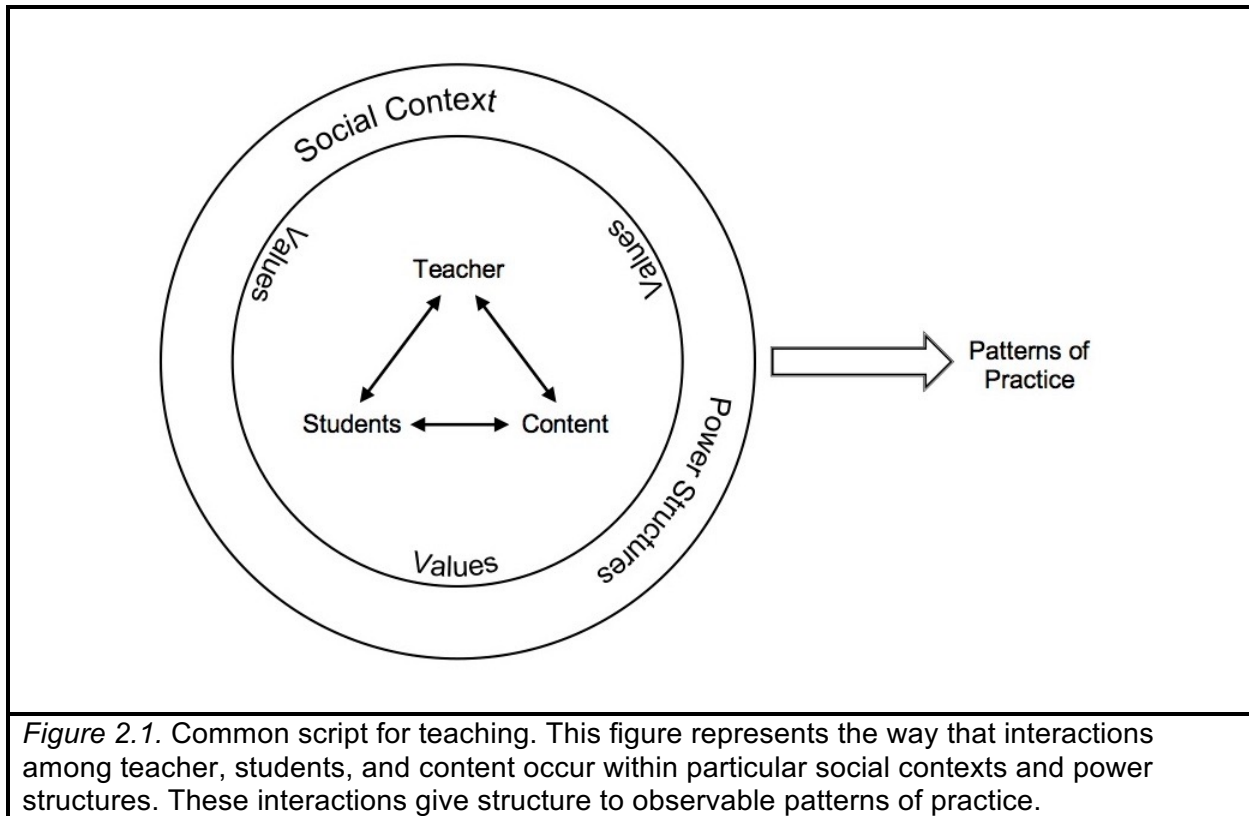 Social Context
Values
Values
Teacher
Students
Content
Values
Power Structures
Patterns of
Practice
Figure 2.1. Common script for teaching. This figure represents the way that interactions
among teacher, students, and content occur within particular social contexts and power
structures. These interactions give structure to observable patterns of practice.